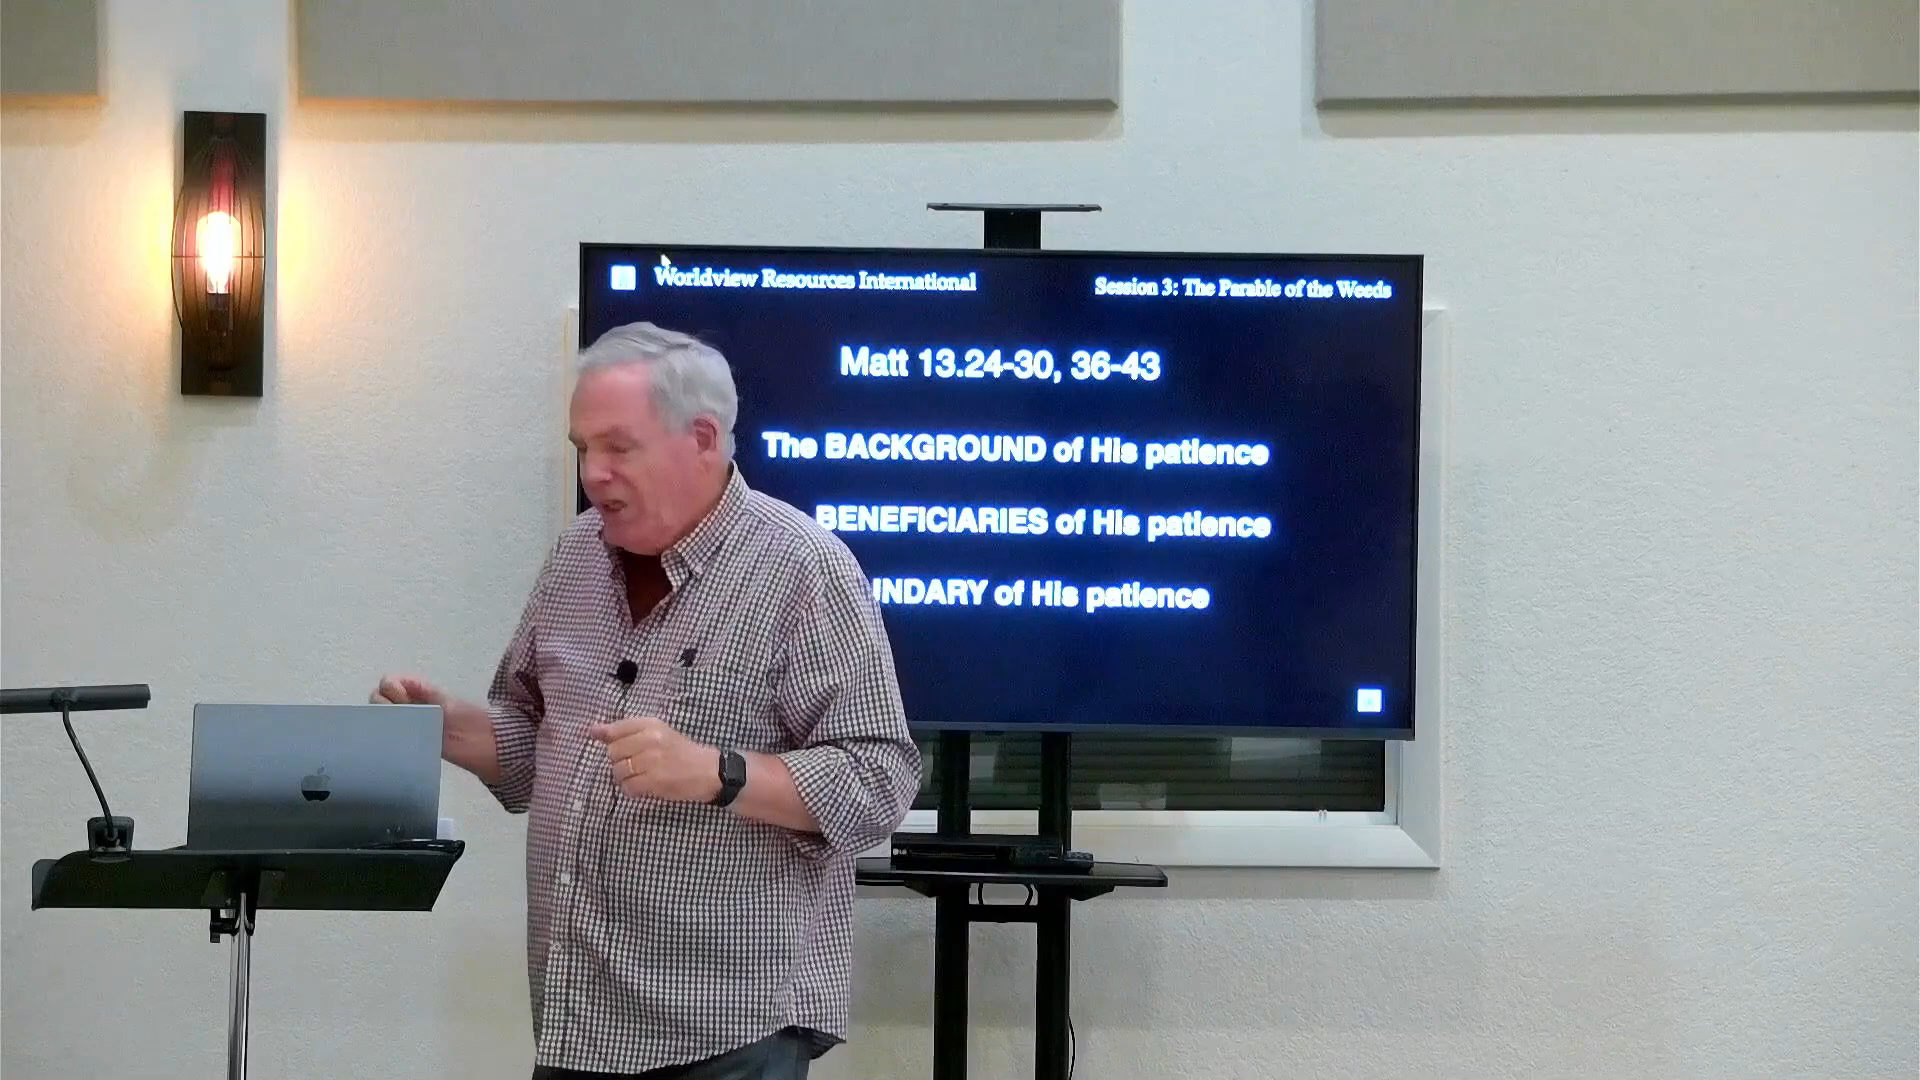 Worldview Resources International
Session 3: The Parable of the Weeds
Matt 13.24-30, 36-43
The BACKGROUND of His patience
BENEFICIARIES of His patience
UNDARY of His patience